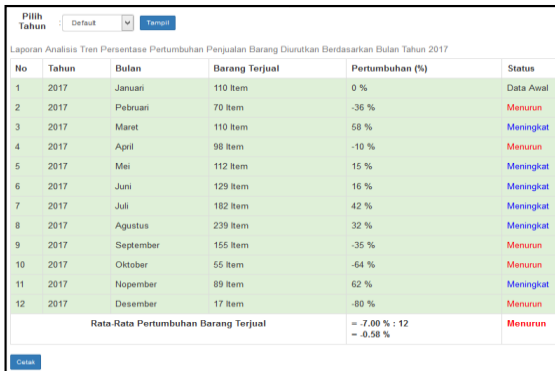 Pilih Tahun : Default Tampil
Laporan Analisis Tren Persentase Pertumbuhan Penjualan Barang Diurutkan Berdasarkan Bulan Tahun 2017
No Tahun Bulan Barang Terjual Pertumbuhan (%) Status
1 2017 Januari 110 Item 0 % Data Awal
2 2017 Pebruari 70 Item -36 % Menurun
3 2017 Maret 110 Item 58 % Meningkat
4 2017 April 98 Item -10 % Menurun
5 2017 Mei 112 Item 15 % Meningkat
6 2017 Juni 129 Item 16 % Meningkat
7 2017 Juli 182 Item 42 % Meningkat
8 2017 Agustus 239 Item 32 % Meningkat
9 2017 September 155 Item -35 % Menurun
10 2017 Oktober 55 Item -64 % Menurun
11 2017 Nopember 89 Item 62 % Meningkat
12 2017 Desember 17 Item -80 % Menurun
Rata-Rata Pertumbuhan Barang Terjual = -7.00 % : 12 Menurun
= -0.58 %
Cetak